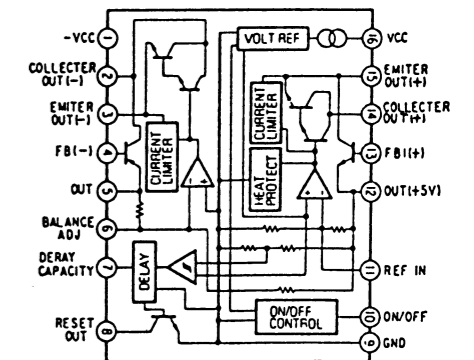 -VCC 1
COLLECTER
OUT(-) 2
EMITER
OUT(-) 3
FB(-) 4
OUT 5
BALANCE
ADJ 6
DERAY
CAPACITY 7
RESET
OUT 8
VOLT REF
CURRENT
LIMITER
CURRENT
LIMITER
HEAT
PROTECT
DELAY
ON/OFF
CONTROL
16 VCC
15 EMITER
OUT(+)
14 COLLECTER
OUT(+)
13 FB1(+)
12 OUT(+5V)
11 REF IN
10 ON/OFF
9 GND